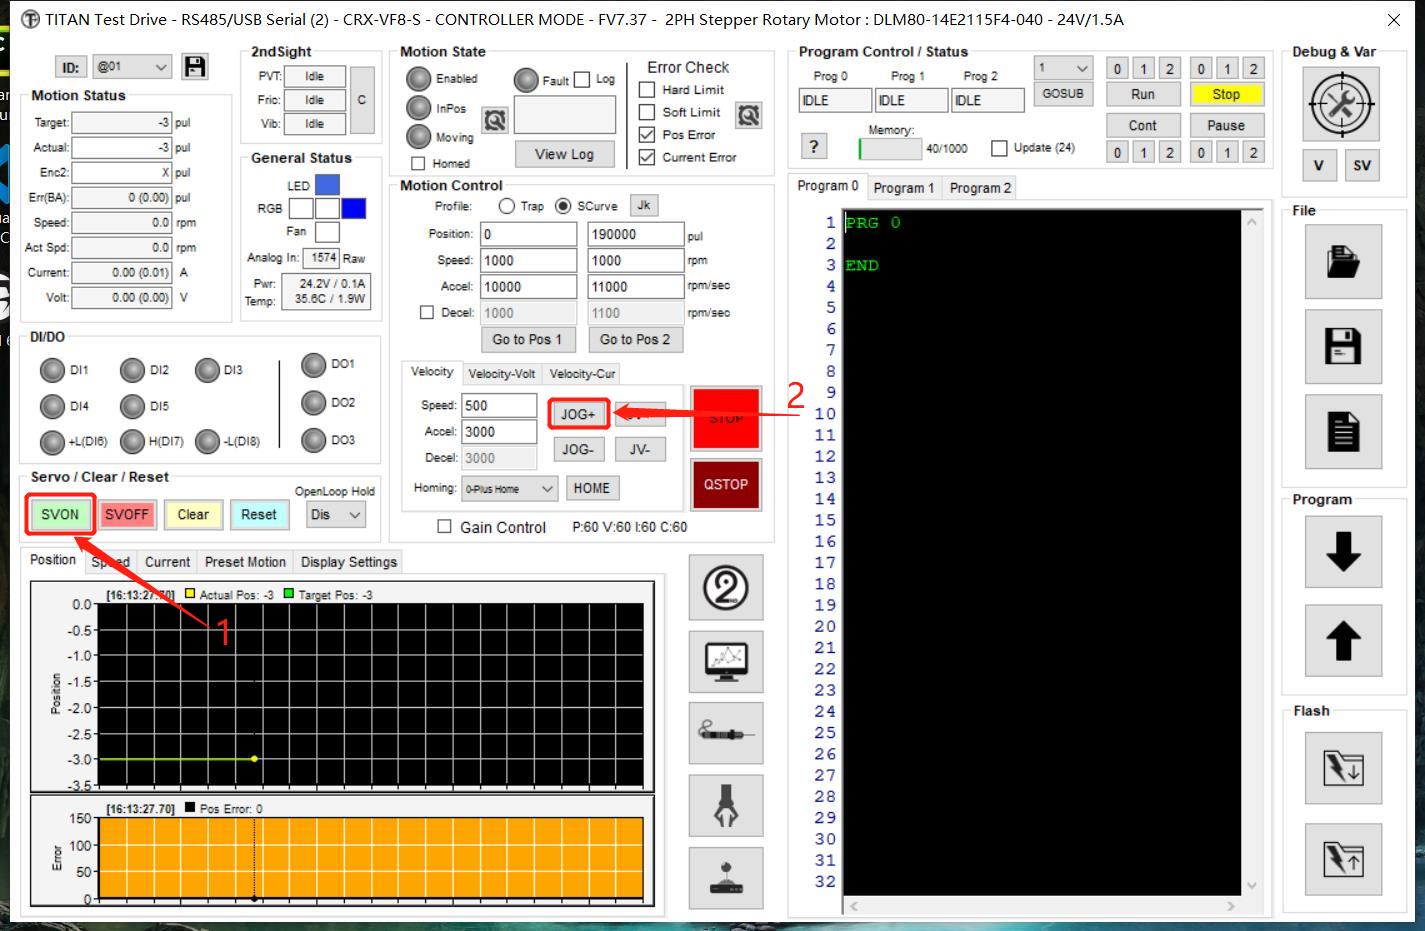 TITAN Test Drive - RS485/USB Serial (2) - CRX-VF8-S - CONTROLLER MODE - FV7.37 - 2PH Stepper Rotary Motor : DLM80-14E2115F4-040 - 24V/1.5A
ID: @01
Motion Status
Target: -3 pul
Actual: -3 pul
Enc2: X pul
Err(BA): 0 (0.00) pul
Speed: 0.0 rpm
Act Spd: 0.0 rpm
Current: 0.00 (0.01) A
Volt: 0.00 (0.00) V
2ndSight
PVT: Idle
Fric: Idle
Vib: Idle
C
General Status
LED
RGB
Fan
Analog In: 1574 Raw
Pwr: 24.2V / 0.1A
Temp: 35.6C / 1.9W
DI/DO
DI1 DI2 DI3 DO1
DI4 DI5 DO2
+L(DI6) H(DI7) -L(DI8) DO3
Servo / Clear / Reset
OpenLoop Hold
SVON SVOFF Clear Reset Dis
Motion State
Enabled Fault Log
InPos
Moving
Homed
View Log
Error Check
Hard Limit
Soft Limit
Pos Error
Current Error
Motion Control
Profile: Trap SCurve Jk
Position: 0 190000 pul
Speed: 1000 1000 rpm
Accel: 10000 11000 rpm/sec
Decel: 1000 1100 rpm/sec
Go to Pos 1 Go to Pos 2
Velocity Velocity-Volt Velocity-Cur
Speed: 500 JOG+
Accel: 3000
Decel: 3000 JOG- JV-
Homing: 0-Plus Home HOME
STOP
QSTOP
2
Gain Control P:60 V:60 I:60 C:60
Position Speed Current Preset Motion Display Settings
1
[16:13:27.70] Actual Pos: -3 Target Pos: -3
Position
0.0
-0.5
-1.0
-1.5
-2.0
-2.5
-3.0
-3.5
[16:13:27.70] Pos Error: 0
Error
150
100
50
0
2ND
Program Control / Status
Prog 0 Prog 1 Prog 2
IDLE IDLE IDLE
1
GOSUB
0 1 2 0 1 2
Run Stop
Cont Pause
0 1 2 0 1 2
? Memory: 40/1000 Update (24)
Program 0 Program 1 Program 2
1 PRG 0
2
3 END
4
5
6
7
8
9
10
11
12
13
14
15
16
17
18
19
20
21
22
23
24
25
26
27
28
29
30
31
32
Debug & Var
V SV
File
Program
Flash